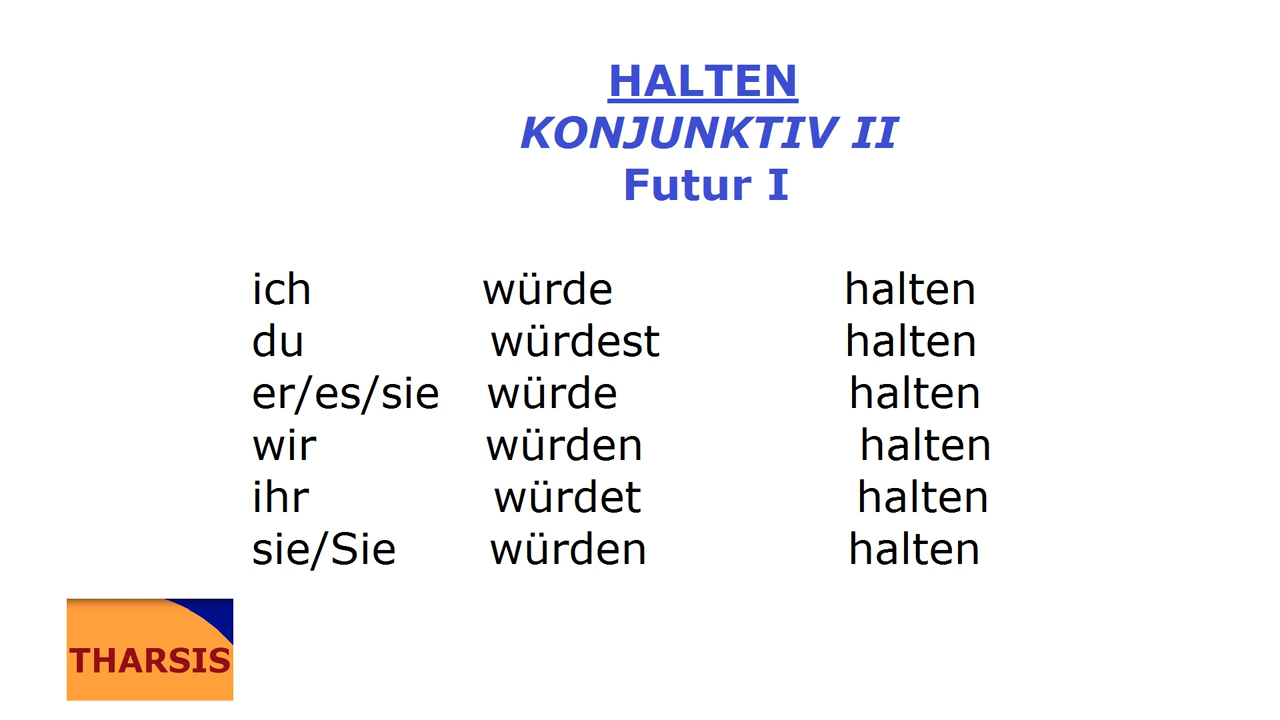 HALTEN
KONJUNKTIV II
Futur I
ich würde halten
du würdest halten
er/es/sie würde halten
wir würden halten
ihr würdet halten
sie/Sie würden halten
THARSIS